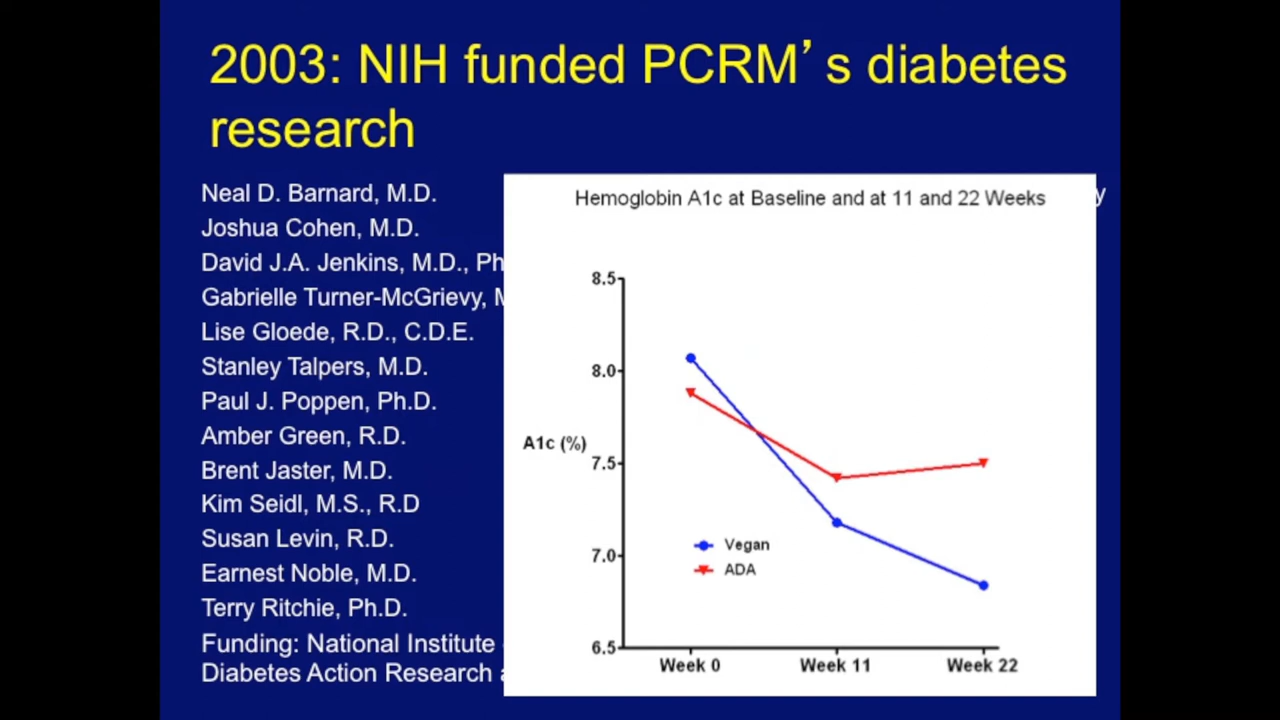 2003: NIH funded PCRM’s diabetes
research
Neal D. Barnard, M.D.
Joshua Cohen, M.D.
David J.A. Jenkins, M.D., Ph
Gabrielle Turner-McGrievy, M
Lise Gloede, R.D., C.D.E.
Stanley Talpers, M.D.
Paul J. Poppen, Ph.D.
Amber Green, R.D.
Brent Jaster, M.D.
Kim Seidl, M.S., R.D
Susan Levin, R.D.
Earnest Noble, M.D.
Terry Ritchie, Ph.D.
Funding: National Institute
Diabetes Action Research
y
Hemoglobin A1c at Baseline and at 11 and 22 Weeks
8.5
8.0
A1c (%)
7.5
7.0
6.5
Vegan
ADA
Week 0 Week 11 Week 22